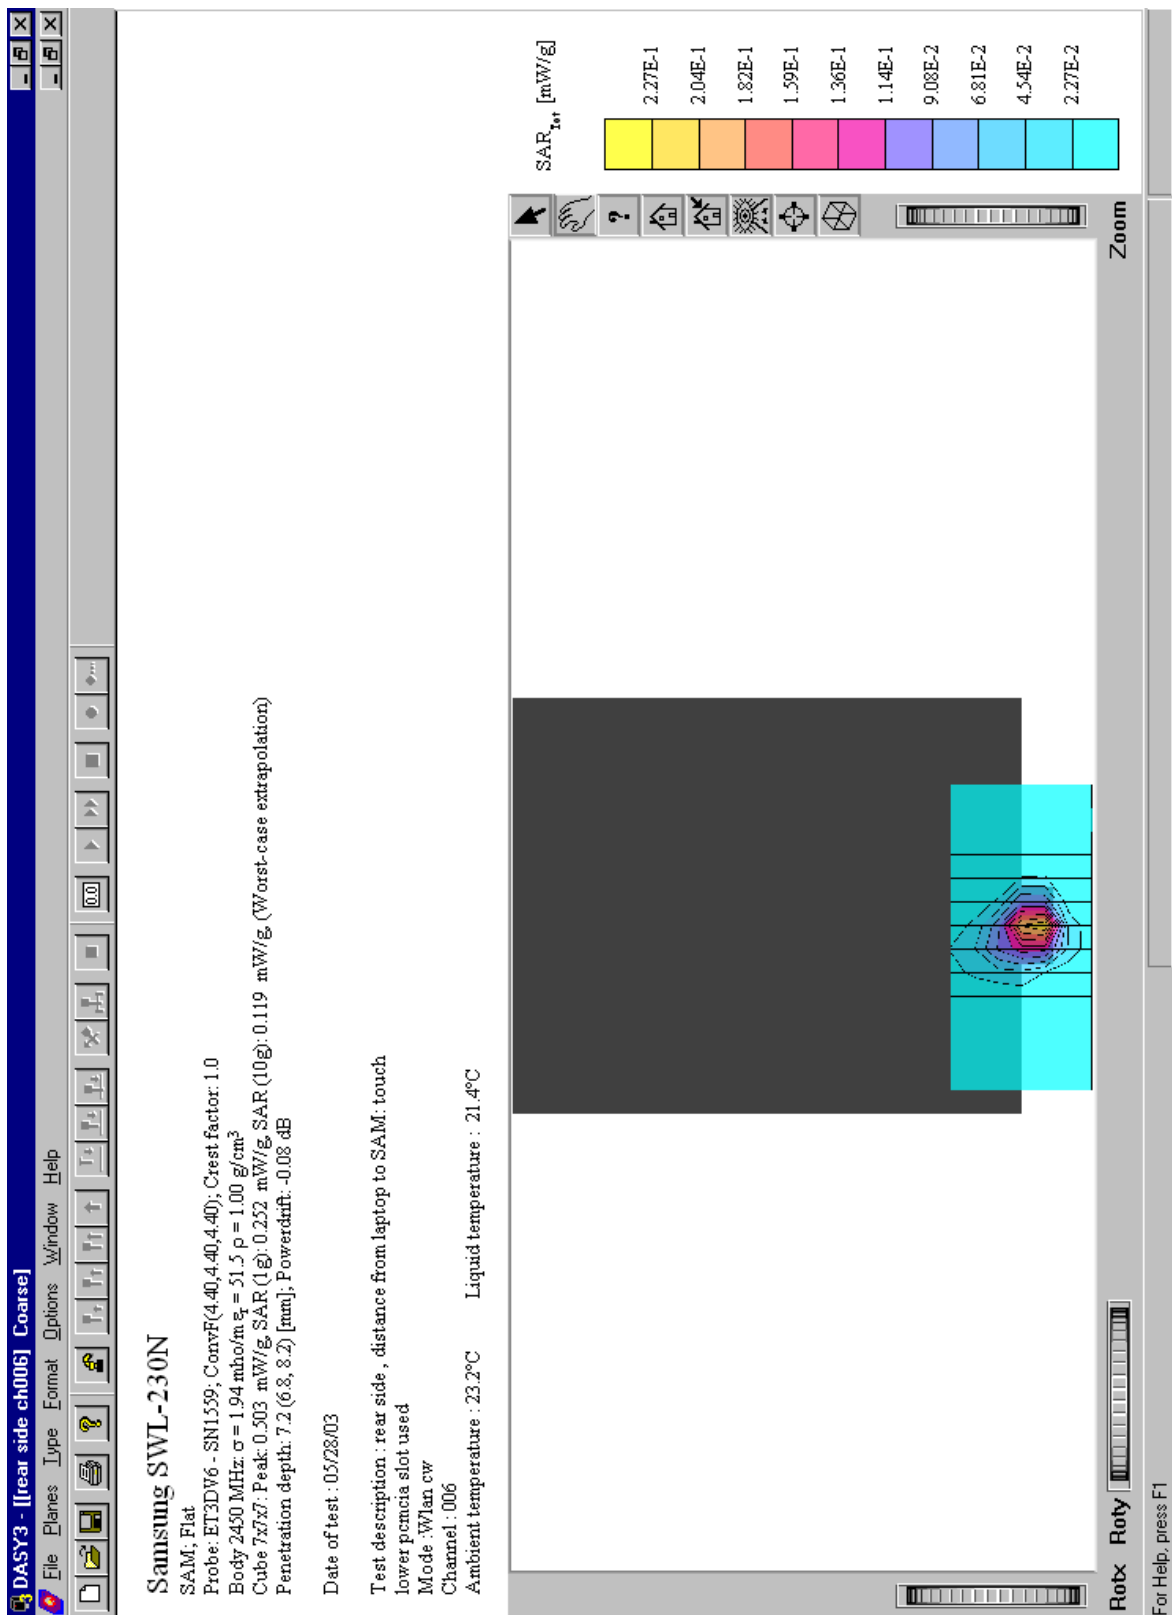 DASY3 - [[rear side ch006] Coarse]
File Planes Type Format Options Window Help
0.0
Samsung SWL-230N
SAM; Flat
Probe: ET3DV6 - SN1559; ConvF(4.40,4.40,4.40); Crest factor: 1.0
Body 2450 MHz: σ = 1.94 mho/m εr = 51.5 ρ = 1.00 g/cm³
Cube 7x7x7: Peak: 0.503 mW/g, SAR (1g): 0.252 mW/g, SAR (10g): 0.119 mW/g, (Worst-case extrapolation)
Penetration depth: 7.2 (6.8, 8.2) [mm]; Powerdrift: -0.08 dB
Date of test : 05/28/03
Test description : rear side , distance from laptop to SAM: touch
lower pcmcia slot used
Mode :Wlan cw
Channel : 006
Ambient temperature : 23.2°C Liquid temperature : 21.4°C
SARTot [mW/g]
2.27E-1
2.04E-1
1.82E-1
1.59E-1
1.36E-1
1.14E-1
9.08E-2
6.81E-2
4.54E-2
2.27E-2
Rotx Roty Zoom
For Help, press F1